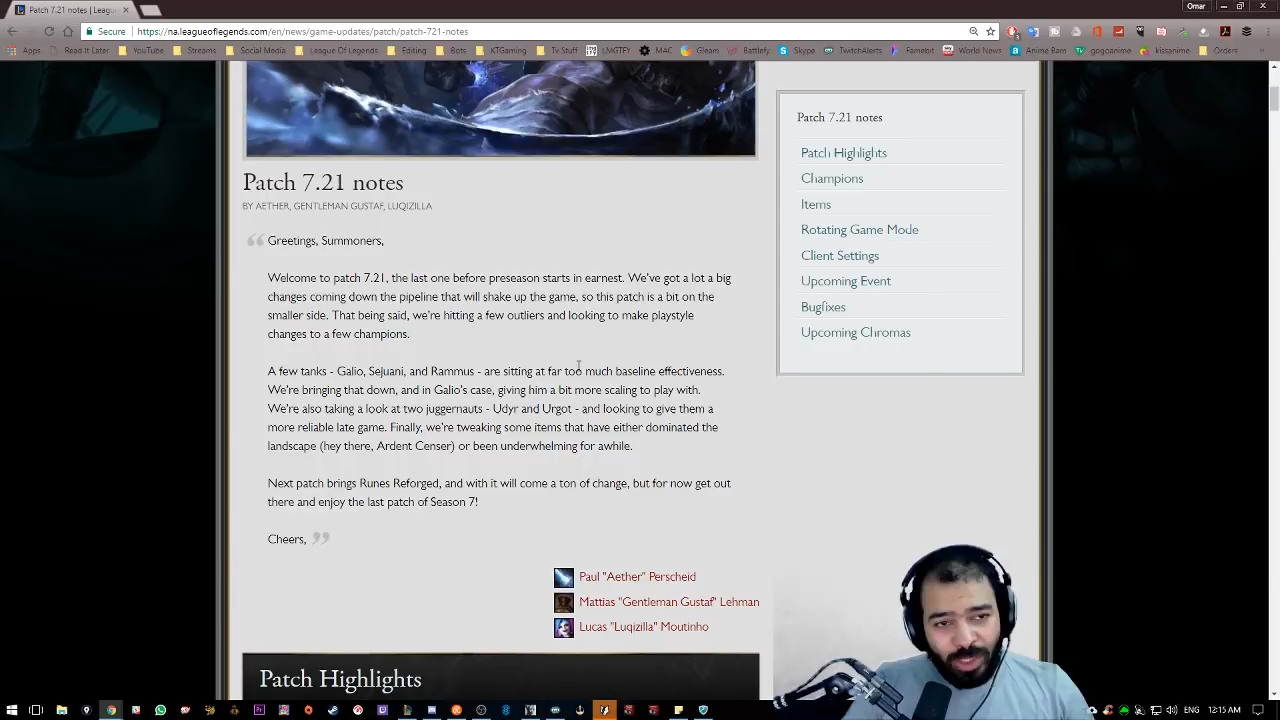 Patch 7.21 notes | Leagu
Omar
Secure
https://na.leagueoflegends.com/en/news/game-updates/patch/patch-721-notes
Apps
Read It Later
YouTube
Streams
Social Media
League Of Legends
Editing
Bots
KTGaming
Tv Stuff
LMGTFY
MAC
Gleam
Battlefy
Skype
TwitchAlerts
Famebit
World News
Anime Bam
gogoanime
kissanime
Orders
Patch 7.21 notes
BY AETHER, GENTLEMAN GUSTAF, LUQIZILLA
Greetings, Summoners,
Welcome to patch 7.21, the last one before preseason starts in earnest. We've got a lot a big
changes coming down the pipeline that will shake up the game, so this patch is a bit on the
smaller side. That being said, we're hitting a few outliers and looking to make playstyle
changes to a few champions.
A few tanks - Galio, Sejuani, and Rammus - are sitting at far too much baseline effectiveness.
We're bringing that down, and in Galio's case, giving him a bit more scaling to play with.
We're also taking a look at two juggernauts - Udyr and Urgot - and looking to give them a
more reliable late game. Finally, we're tweaking some items that have either dominated the
landscape (hey there, Ardent Censer) or been underwhelming for awhile.
Next patch brings Runes Reforged, and with it will come a ton of change, but for now get out
there and enjoy the last patch of Season 7!
Cheers,
Paul "Aether" Perscheid
Mattias "Gentleman Gustaf" Lehman
Lucas "Luqizilla" Moutinho
Patch Highlights
Patch 7.21 notes
Patch Highlights
Champions
Items
Rotating Game Mode
Client Settings
Upcoming Event
Bugfixes
Upcoming Chromas
ENG
12:15 AM